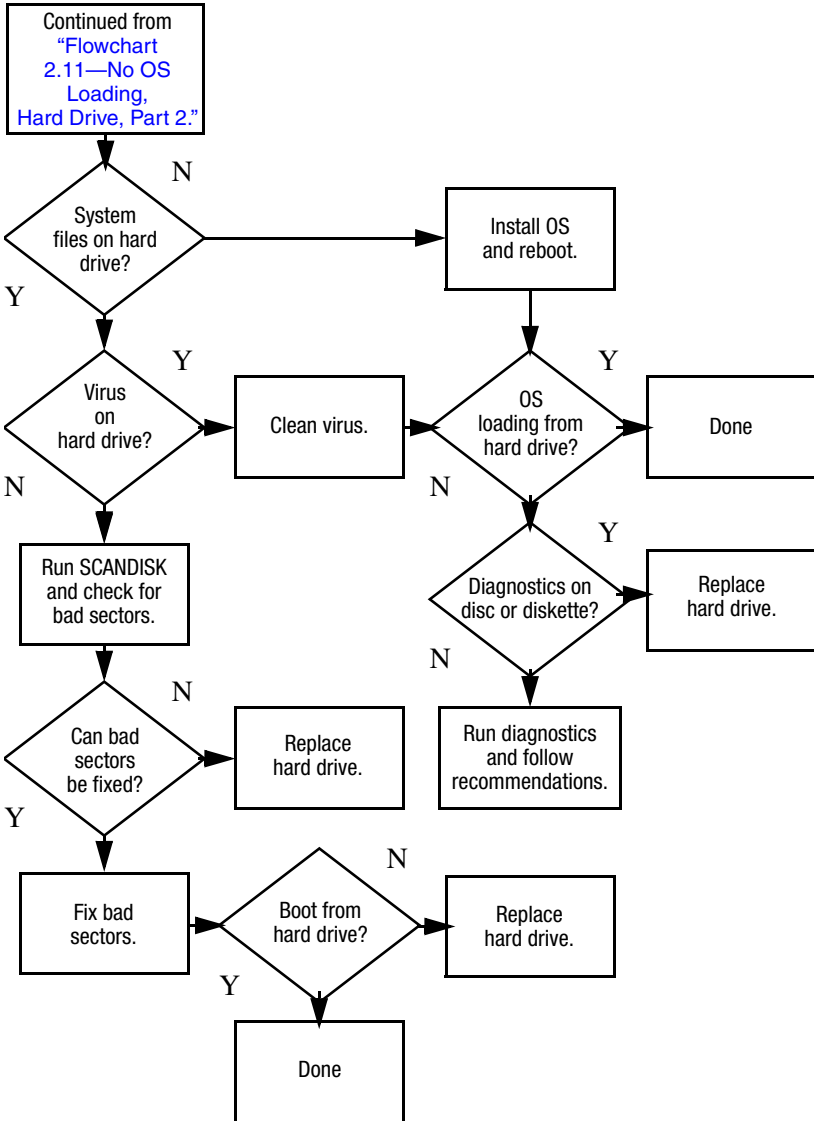 Continued from
“Flowchart
2.11—No OS
Loading,
Hard Drive, Part 2.”
N
System
files on hard
drive?
Install OS
and reboot.
Y
Y
Y
Virus
on
hard drive?
Clean virus.
OS
loading from
hard drive?
Done
N
N
Y
Run SCANDISK
and check for
bad sectors.
Diagnostics on
disc or diskette?
Replace
hard drive.
N
N
Can bad
sectors
be fixed?
Replace
hard drive.
Run diagnostics
and follow
recommendations.
Y
N
Fix bad
sectors.
Boot from
hard drive?
Replace
hard drive.
Y
Done